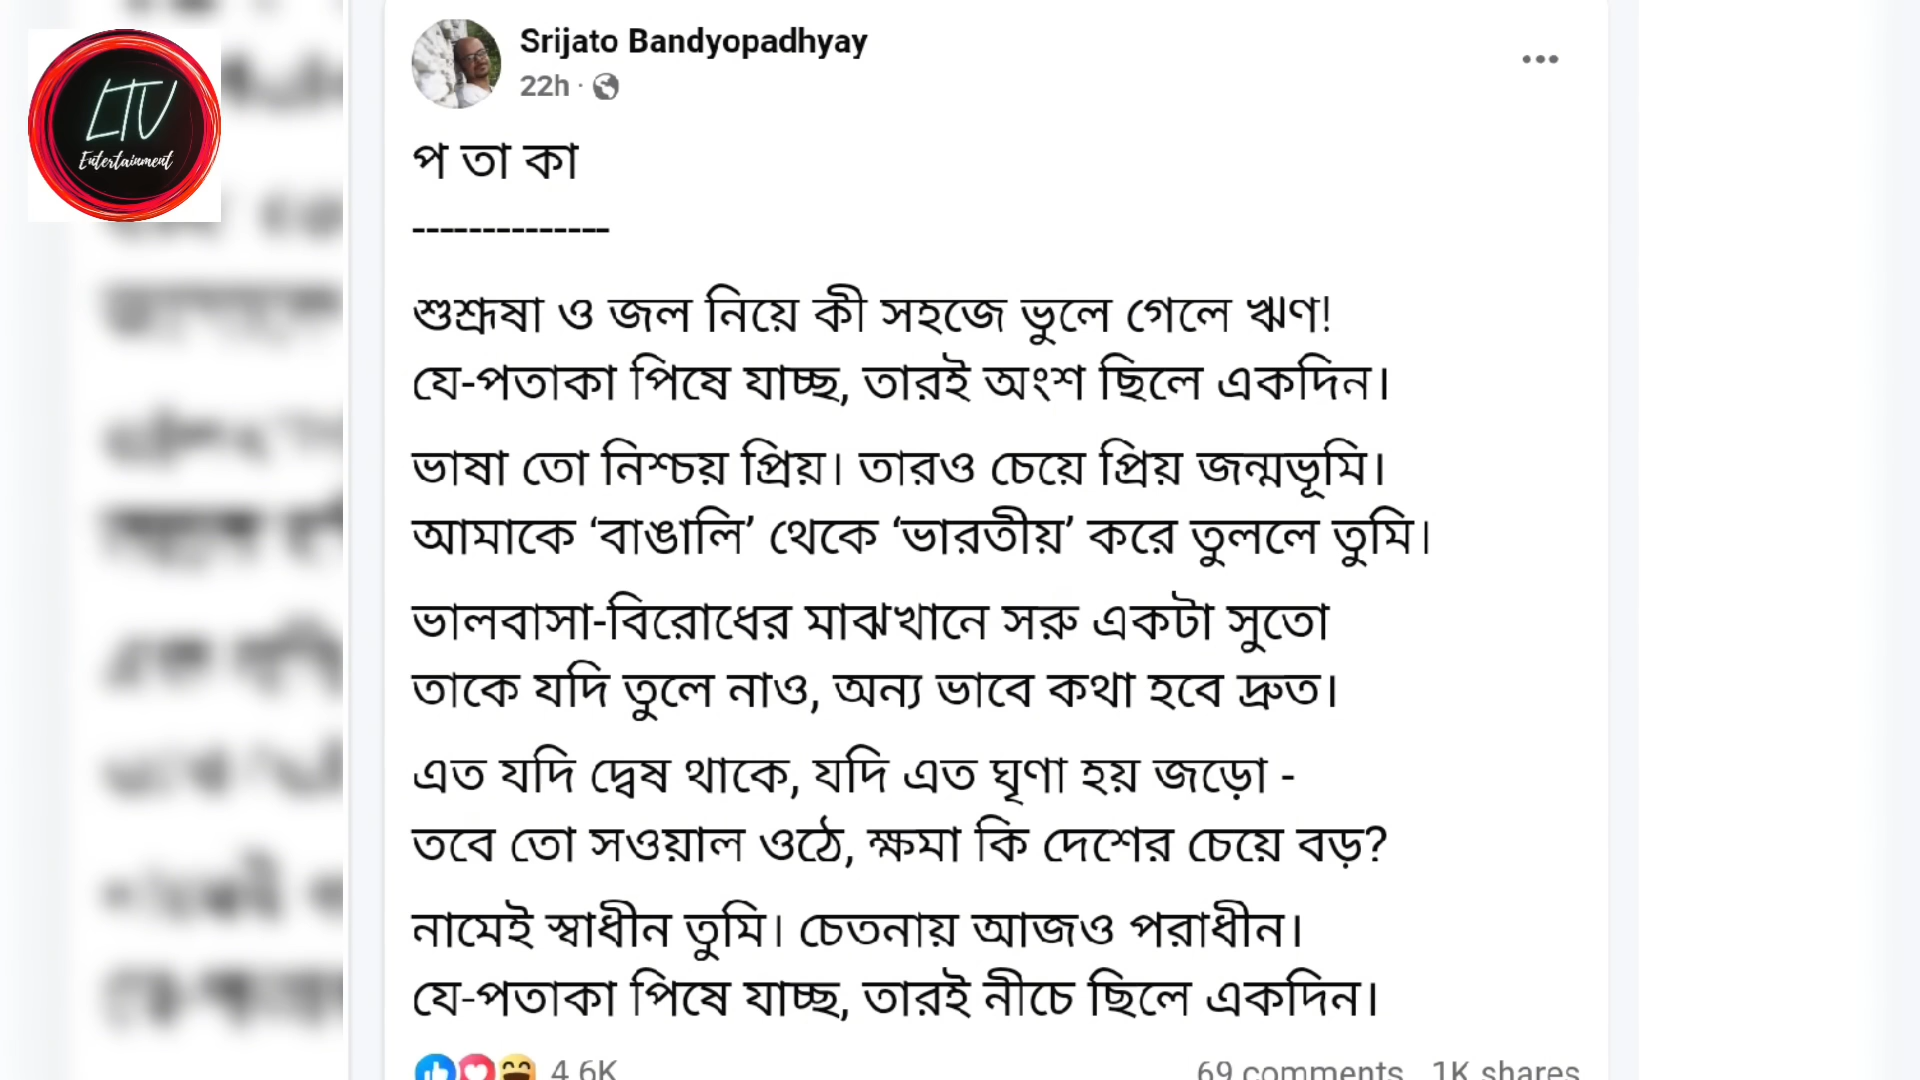 LTV
Entertainment
Srijato Bandyopadhyay
22h ·
প তা কা
--------------
শুশ্রূষা ও জল নিয়ে কী সহজে ভুলে গেলে ঋণ!
যে-পতাকা পিষে যাচ্ছ, তারই অংশ ছিলে একদিন।
ভাষা তো নিশ্চয় প্রিয়। তারও চেয়ে প্রিয় জন্মভূমি।
আমাকে ‘বাঙালি’ থেকে ‘ভারতীয়’ করে তুললে তুমি।
ভালবাসা-বিরোধের মাঝখানে সরু একটা সুতো
তাকে যদি তুলে নাও, অন্য ভাবে কথা হবে দ্রুত।
এত যদি দ্বেষ থাকে, যদি এত ঘৃণা হয় জড়ো -
তবে তো সওয়াল ওঠে, ক্ষমা কি দেশের চেয়ে বড়?
নামেই স্বাধীন তুমি। চেতনায় আজও পরাধীন।
যে-পতাকা পিষে যাচ্ছ, তারই নীচে ছিলে একদিন।
4.6K 69 comments 1K shares